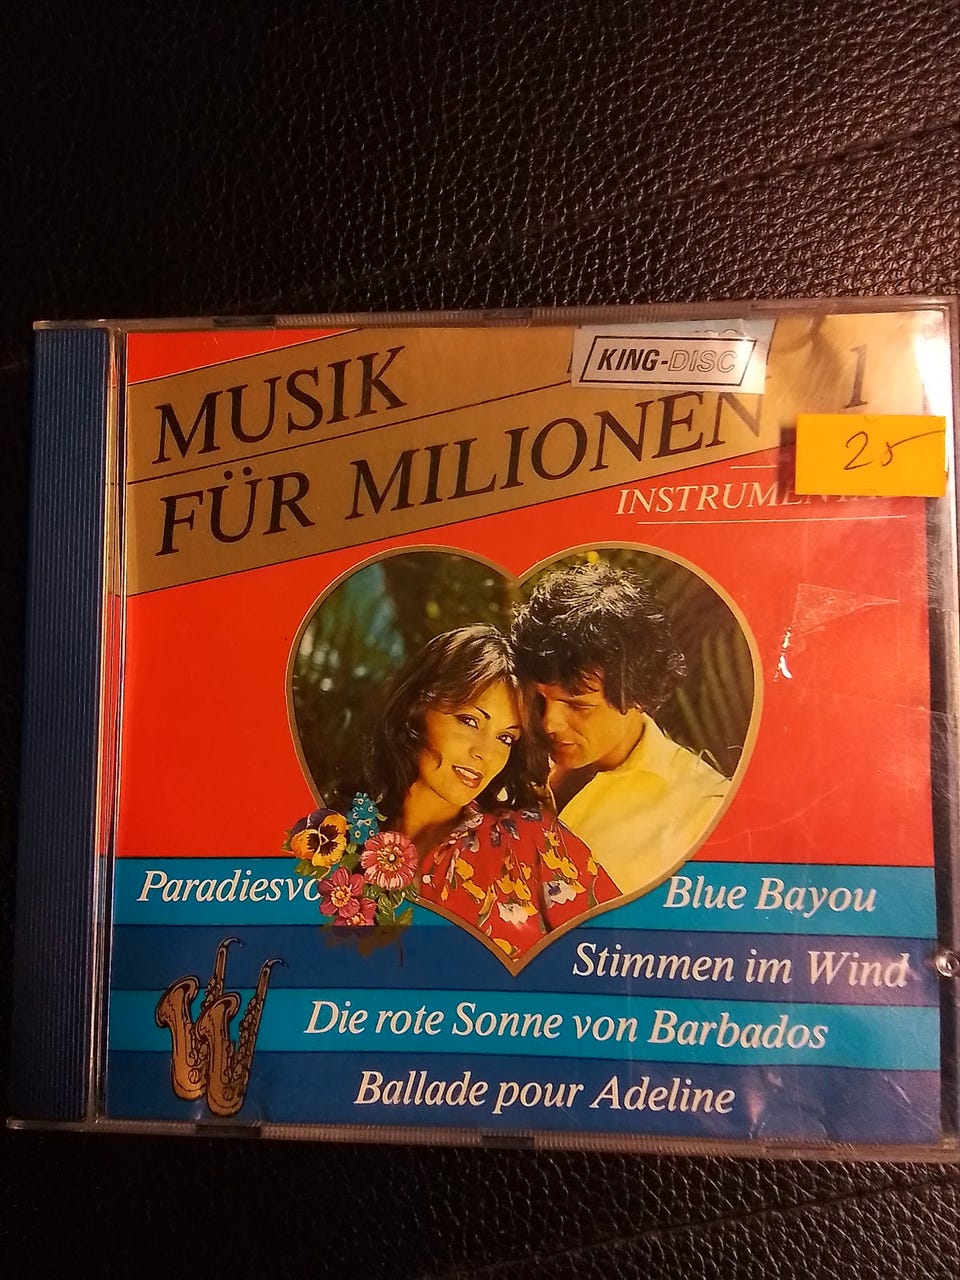 KING-DISC
MUSIK
FÜR MILIONEN 1
25
Paradiesvo
Blue Bayou
Stimmen im Wind
Die rote Sonne von Barbados
Ballade pour Adeline